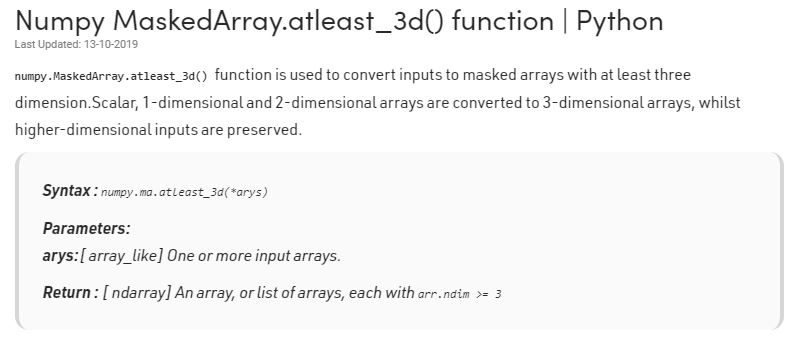 Numpy MaskedArray.atleast_3d() function | Python
Last Updated: 13-10-2019
numpy.MaskedArray.atleast_3d() function is used to convert inputs to masked arrays with at least three
dimension.Scalar, 1-dimensional and 2-dimensional arrays are converted to 3-dimensional arrays, whilst
higher-dimensional inputs are preserved.
Syntax : numpy.ma.atleast_3d(*arys)
Parameters:
arys:[ array_like] One or more input arrays.
Return : [ ndarray] An array, or list of arrays, each with arr.ndim >= 3